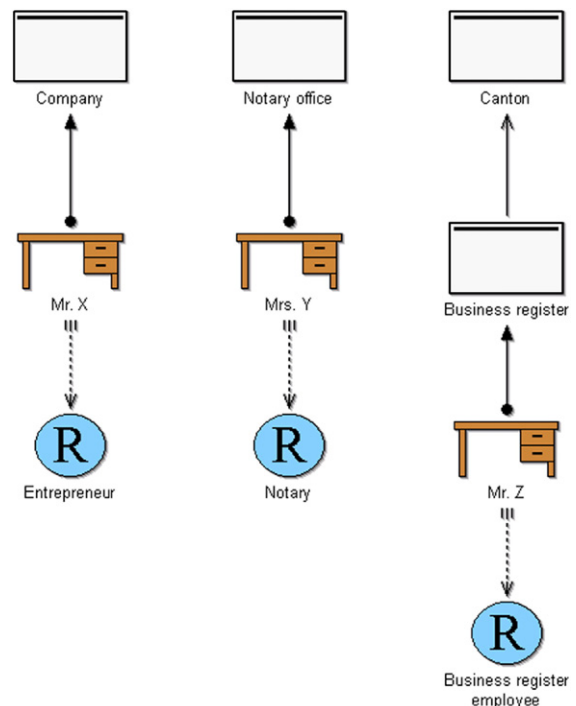 Company
Notary office
Canton
Mr. X
Mrs. Y
Business register
R
Entrepreneur
R
Notary
Mr. Z
R
Business register
employee